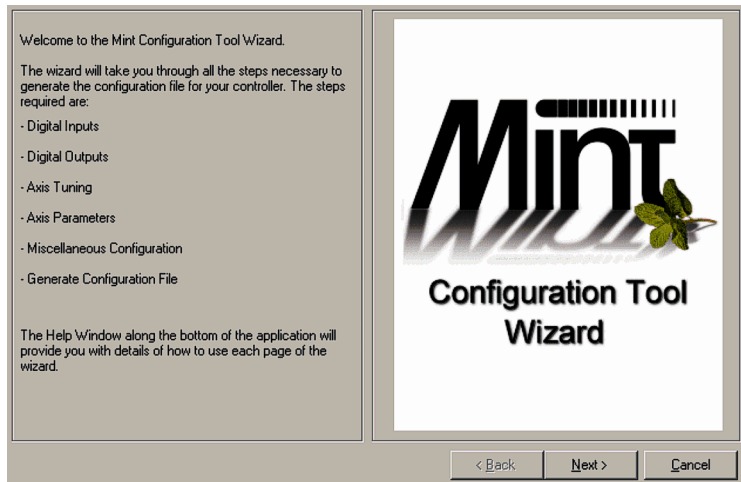 Welcome to the Mint Configuration Tool Wizard.
The wizard will take you through all the steps necessary to
generate the configuration file for your controller. The steps
required are:
- Digital Inputs
- Digital Outputs
- Axis Tuning
- Axis Parameters
- Miscellaneous Configuration
- Generate Configuration File
The Help Window along the bottom of the application will
provide you with details of how to use each page of the
wizard.
Mint
Configuration Tool
Wizard
< Back
Next >
Cancel